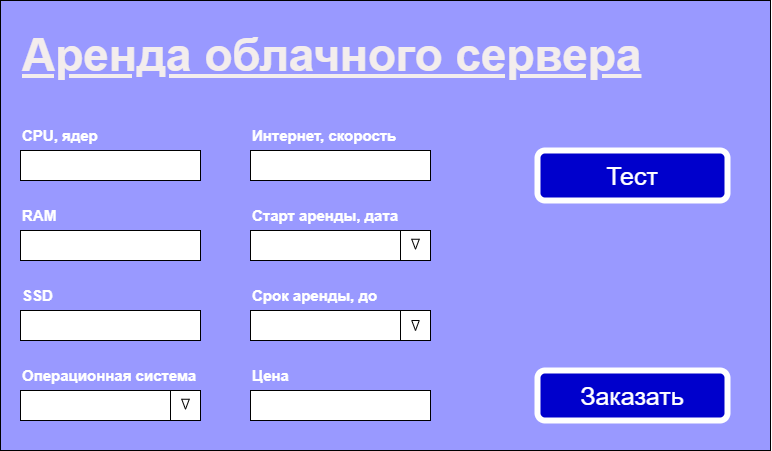 Аренда облачного сервера
CPU, ядер
Интернет, скорость
Тест
RAM
Старт аренды, дата
SSD
Срок аренды, до
Операционная система
Цена
Заказать